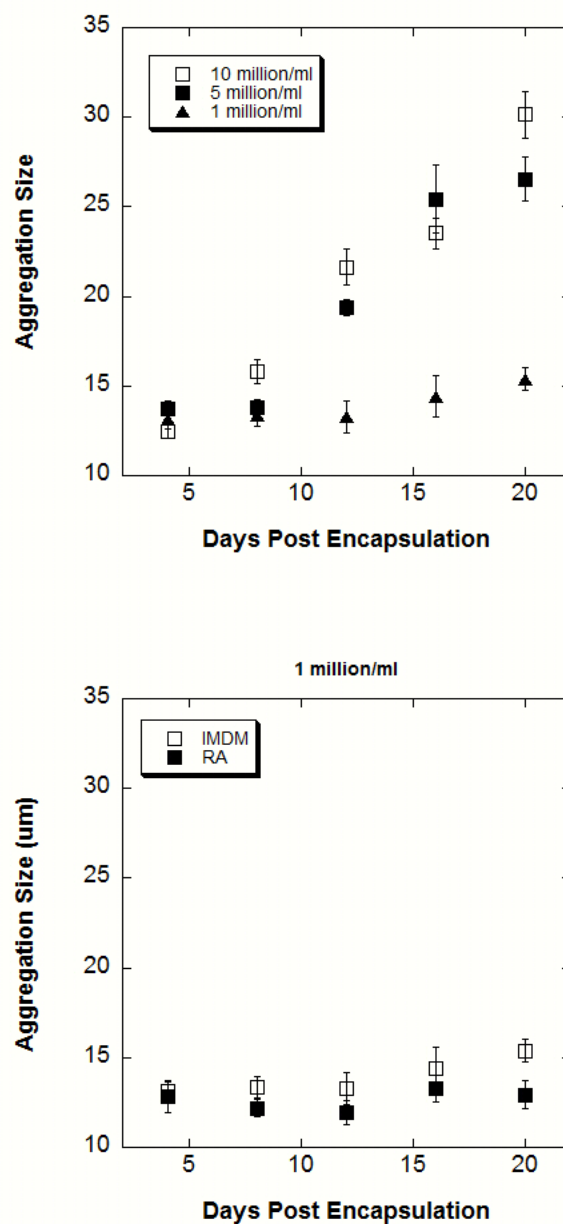 35
30
25
20
15
10
Aggregation Size
10 million/ml
5 million/ml
1 million/ml
5 10 15 20
Days Post Encapsulation
1 million/ml
35
30
25
20
15
10
Aggregation Size (um)
IMDM
RA
5 10 15 20
Days Post Encapsulation